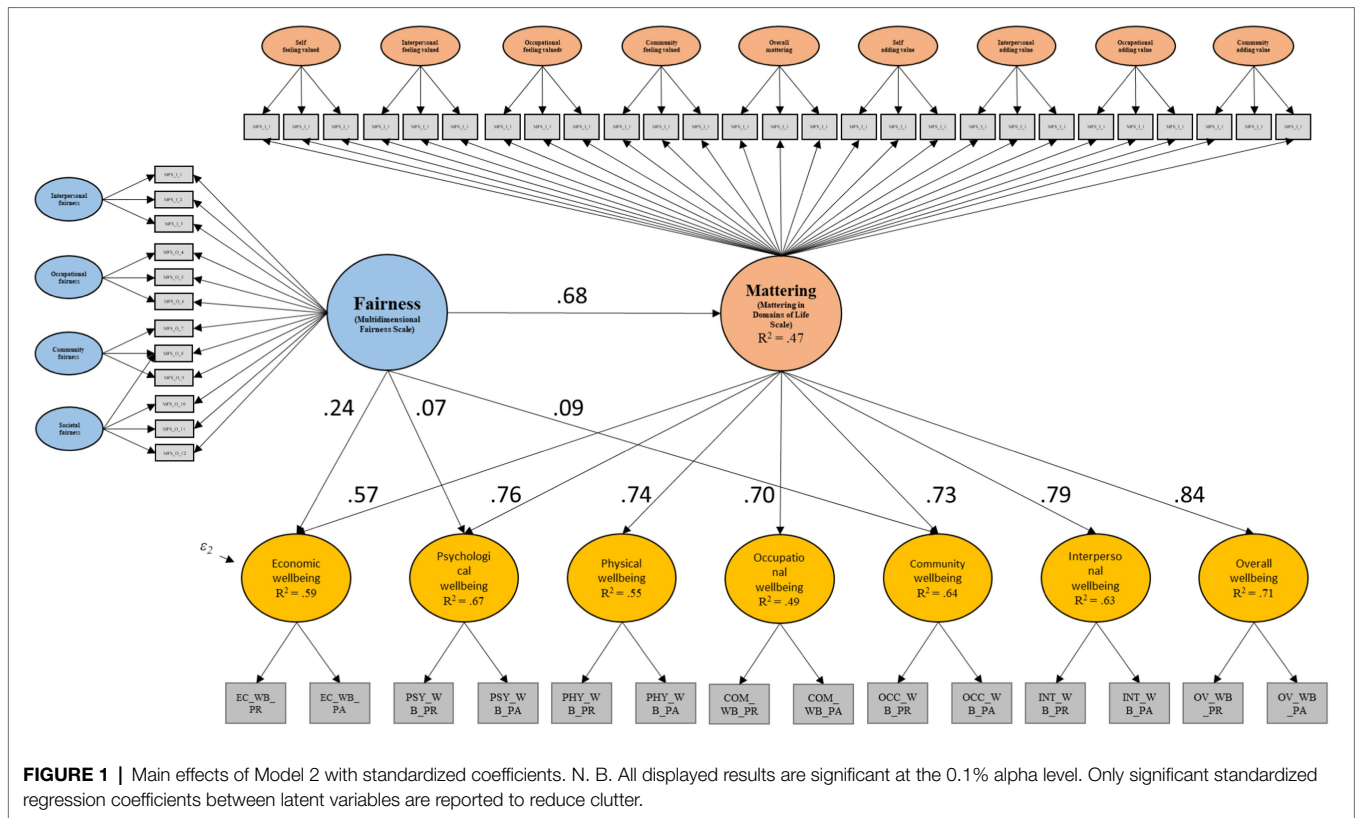 Self
feeling valued
Interpersonal
feeling valued
Occupational
feeling valuedv
Community
feeling valued
Overall
mattering
Self
adding value
Interpersonal
adding value
Occupational
adding value
Community
adding value
Interpersonal
fairness
Occupational
fairness
Community
fairness
Societal
fairness
MFS_I_1
MFS_I_2
MFS_O_4
MFS_O_10
MFS_O_11
MFS_O_12
Fairness
(Multidimensional
Fairness Scale)
.68
Mattering
(Mattering in
Domains of Life
Scale)
R² = .47
.24
.07
.09
.57
.76
.74
.70
.73
.79
.84
ε₂
Economic
wellbeing
R² = .59
Psychologi
cal
wellbeing
R² = .67
Physical
wellbeing
R² = .55
Occupatio
nal
wellbeing
R² = .49
Community
wellbeing
R² = .64
Interperso
nal
wellbeing
R² = .63
Overall
wellbeing
R² = .71
EC_WB_
PR
EC_WB_
PA
PSY_W
B_PR
PSY_W
B_PA
PHY_W
B_PR
PHY_W
B_PA
COM_
WB_PR
COM_
WB_PA
OCC_W
B_PR
OCC_W
B_PA
INT_W
B_PR
INT_W
B_PA
OV_WB
_PR
OV_WB
_PA
FIGURE 1 | Main effects of Model 2 with standardized coefficients. N. B. All displayed results are significant at the 0.1% alpha level. Only significant standardized
regression coefficients between latent variables are reported to reduce clutter.